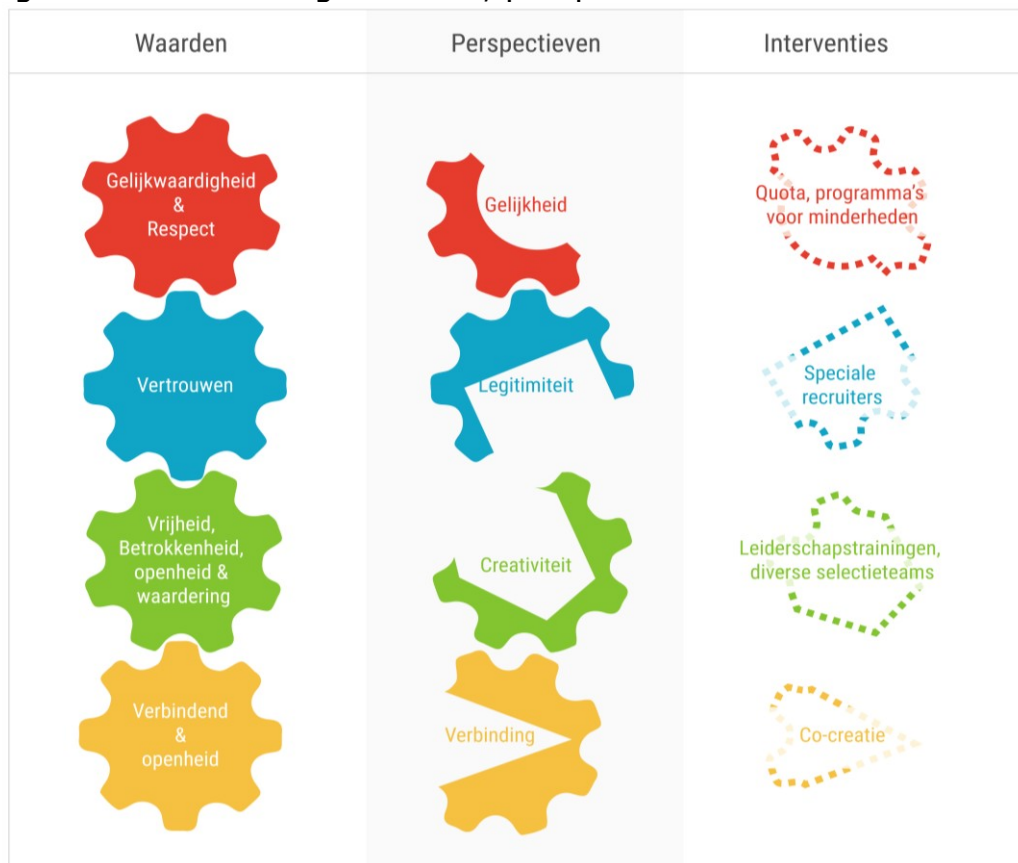 Waarden
Perspectieven
Interventies
Gelijkwaardigheid
&
Respect
Gelijkheid
Quota, programma's
voor minderheden
Vertrouwen
Legitimiteit
Speciale
recruiters
Vrijheid,
Betrokkenheid,
openheid &
waardering
Creativiteit
Leiderschapstrainingen,
diverse selectieteams
Verbindend
&
openheid
Verbinding
Co-creatie